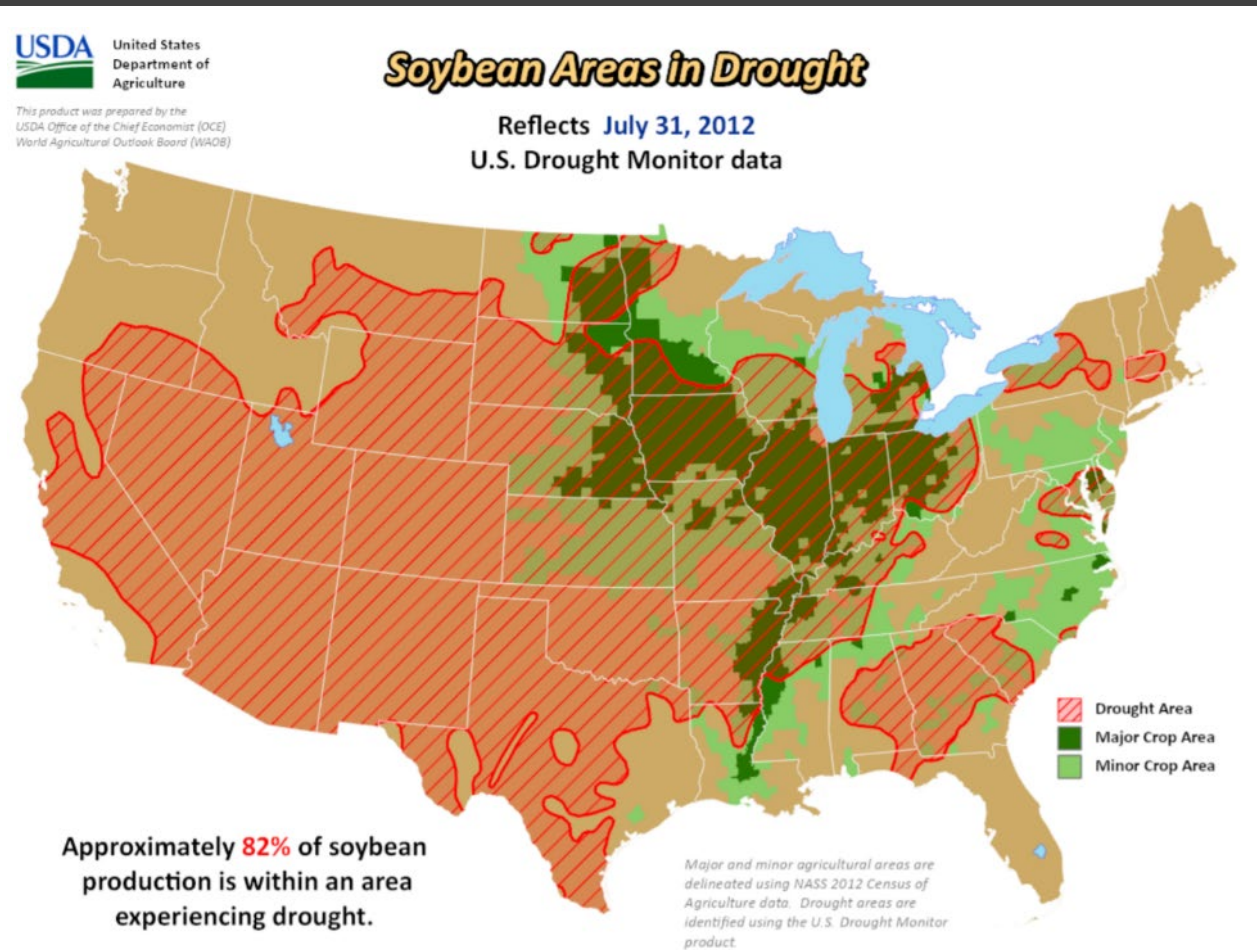 USDA
United States
Department of
Agriculture
This product was prepared by the
USDA Office of the Chief Economist (OCE)
World Agricultural Outlook Board (WAOB)
Soybean Areas in Drought
Reflects July 31, 2012
U.S. Drought Monitor data
Drought Area
Major Crop Area
Minor Crop Area
Approximately 82% of soybean
production is within an area
experiencing drought.
Major and minor agricultural areas are
delineated using NASS 2012 Census of
Agriculture data. Drought areas are
identified using the U.S. Drought Monitor
product.